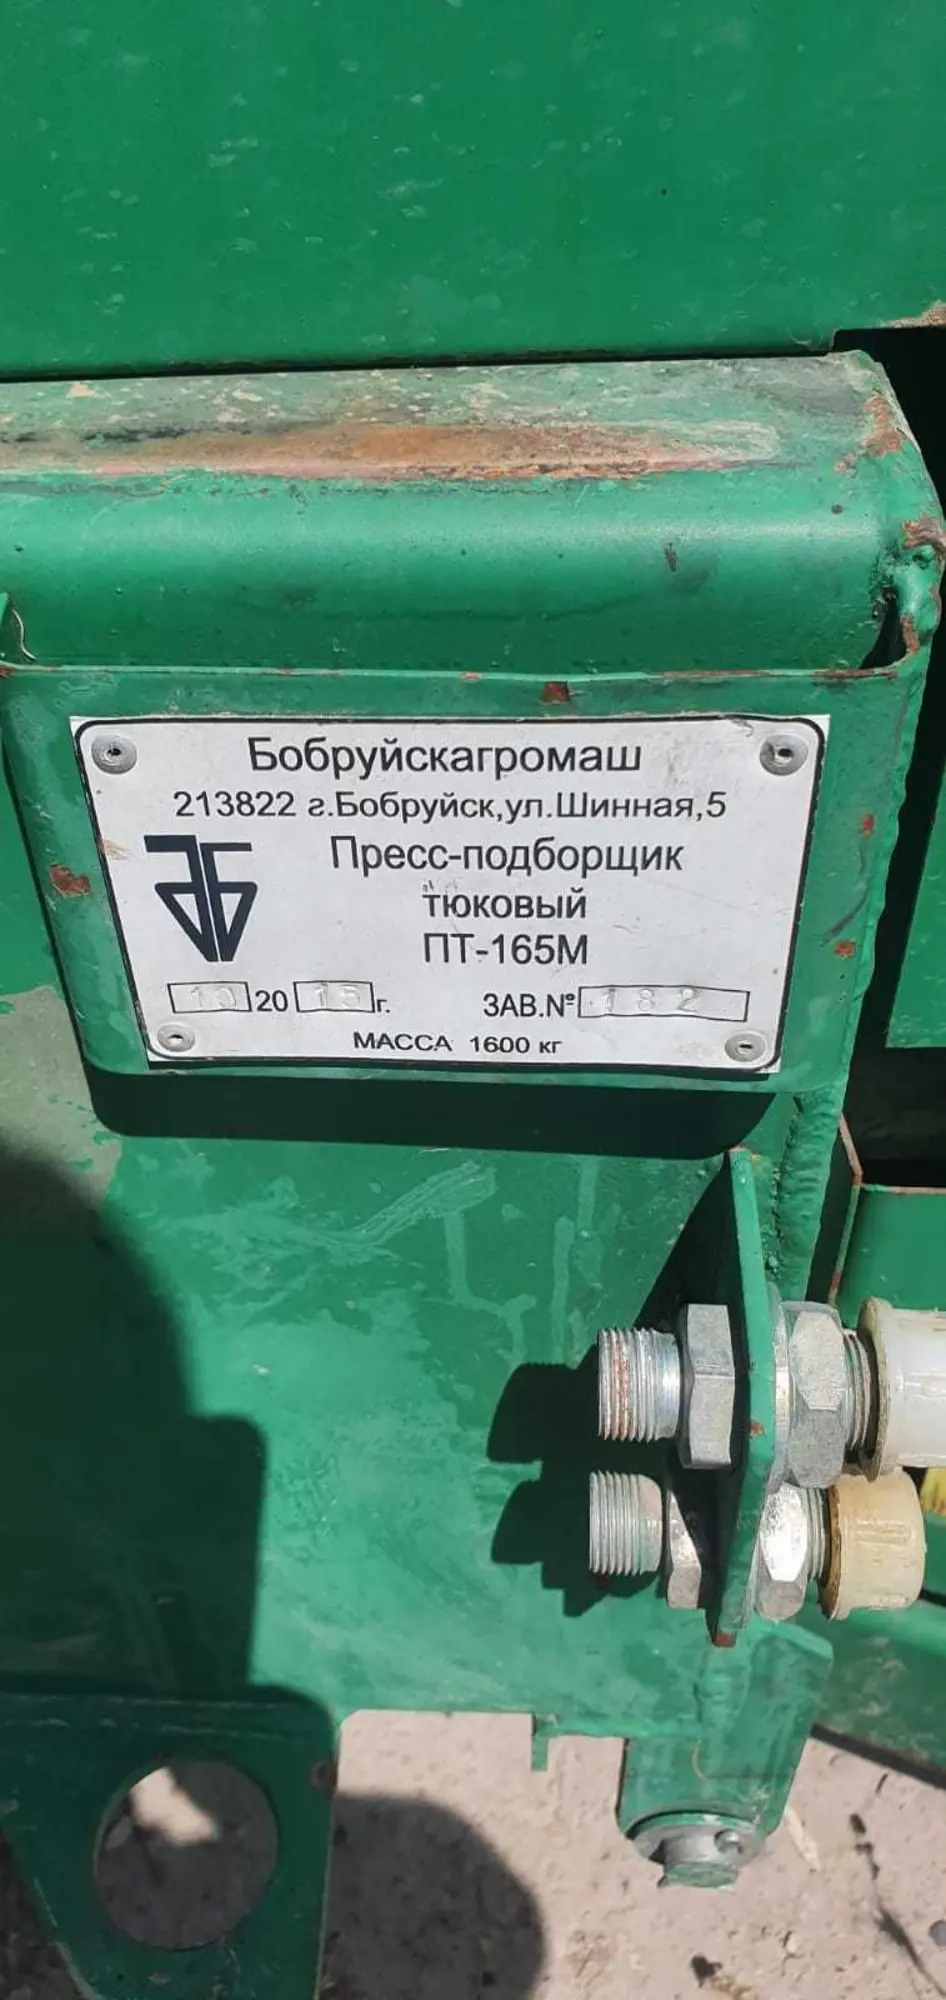 Бобруйскагромаш
213822 г.Бобруйск,ул.Шинная,5
Пресс-подборщик
тюковый
ПТ-165М
10 20 15 г. ЗАВ.№ 182
МАССА 1600 кг